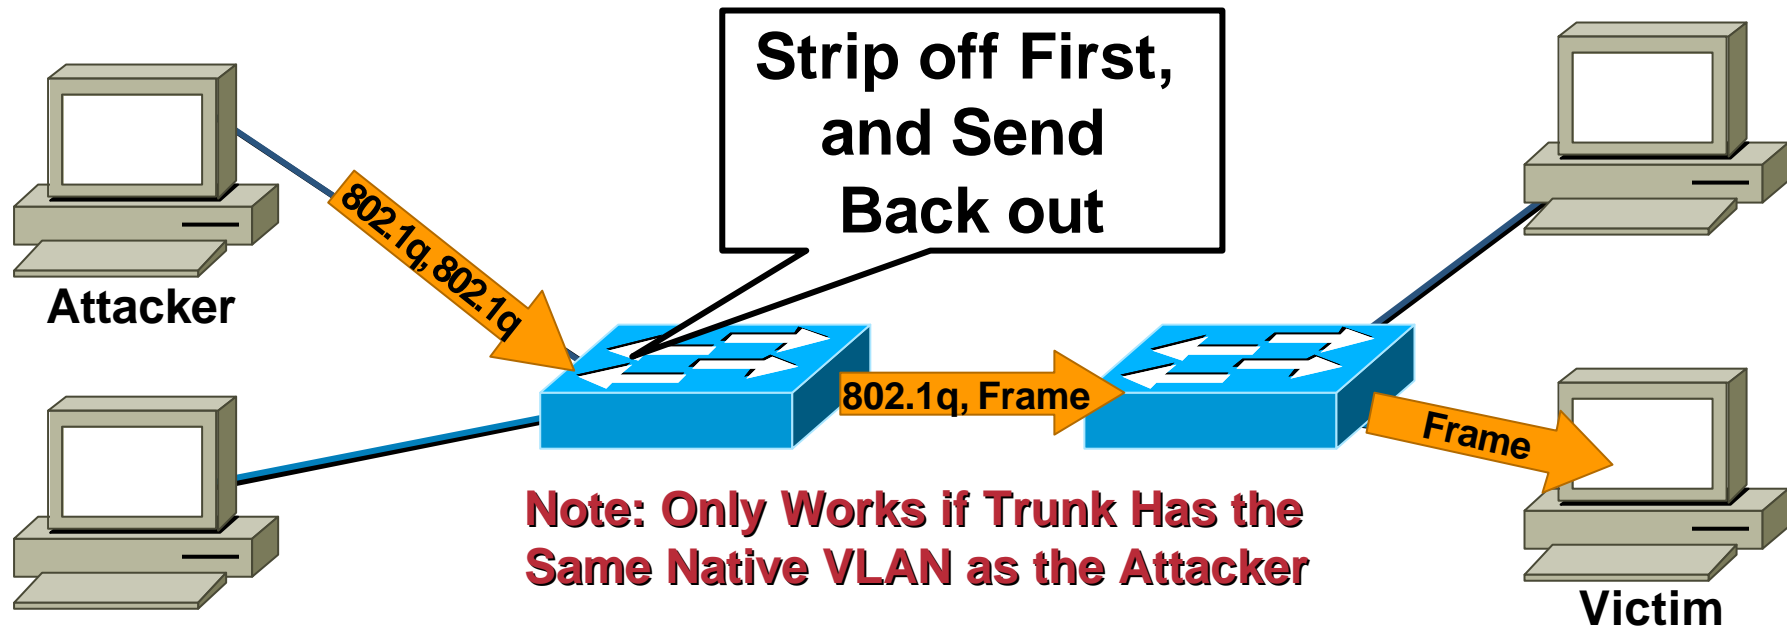 Strip off First,
and Send
Back out
802.1q, 802.1q
Attacker
802.1q, Frame
Frame
Note: Only Works if Trunk Has the
Same Native VLAN as the Attacker
Victim